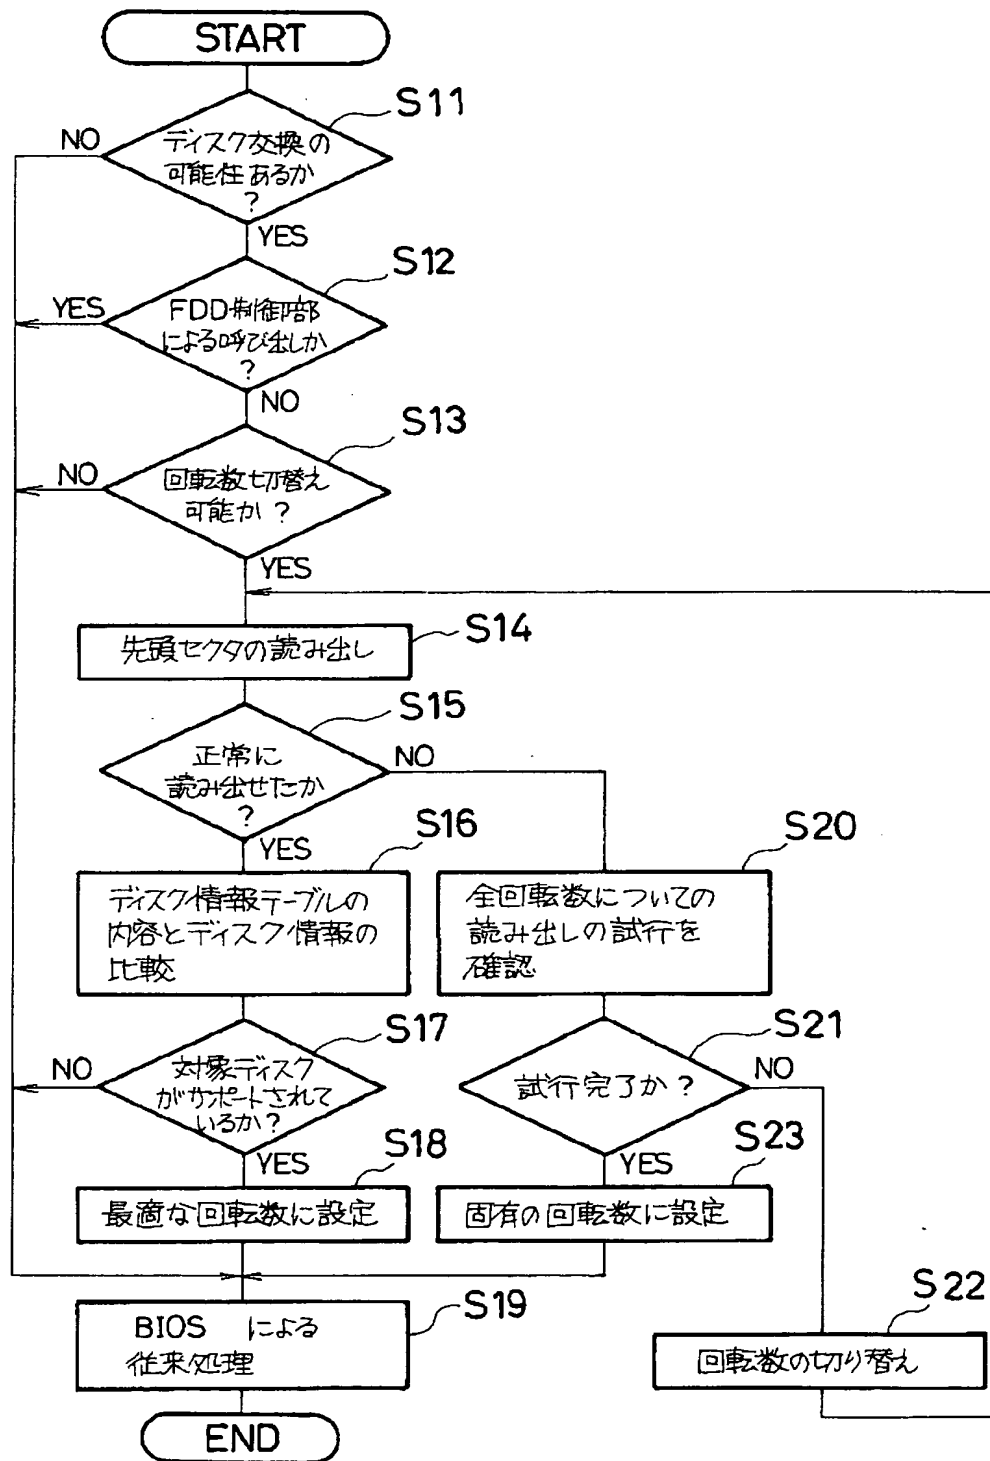 START
S11
NO
ディスク交換の
可能性あるか
?
YES
S12
YES
FDD制御部
による呼び出しか
?
NO
S13
NO
回転数切替え
可能か?
YES
S14
先頭セクタの読み出し
S15
正常に
読み出せたか
?
NO
YES
S16
ディスク情報テーブルの
内容とディスク情報の
比較
S20
全回転数についての
読み出しの試行を
確認
S17
NO
対象ディスク
がサポートされて
いるか?
YES
S21
試行完了か?
NO
YES
S18
最適な回転数に設定
S23
固有の回転数に設定
S19
BIOS による
従来処理
S22
回転数の切り替え
END